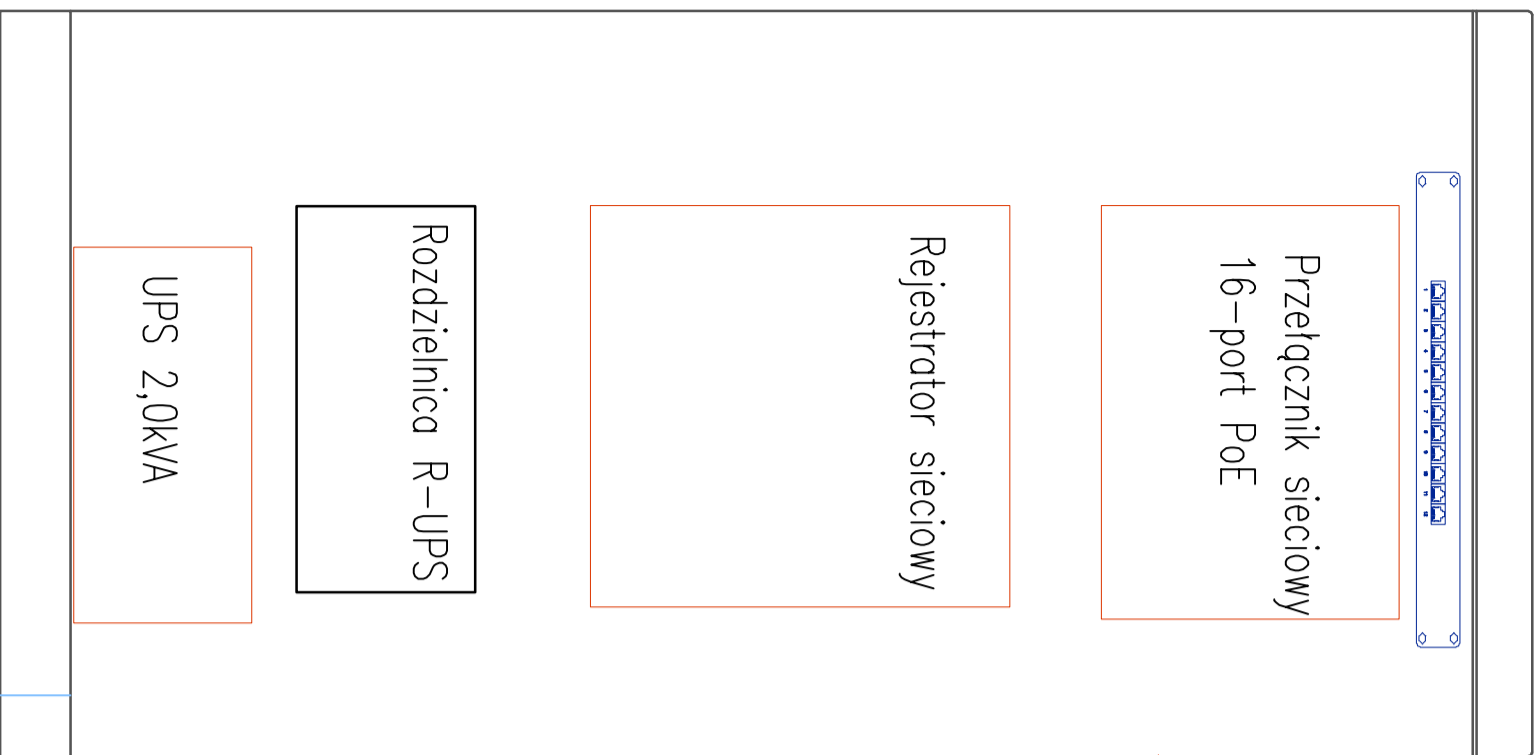 Przełącznik sieciowy
16-port PoE
Rejestrator sieciowy
Rozdzielnica R-UPS
UPS 2,0kVA